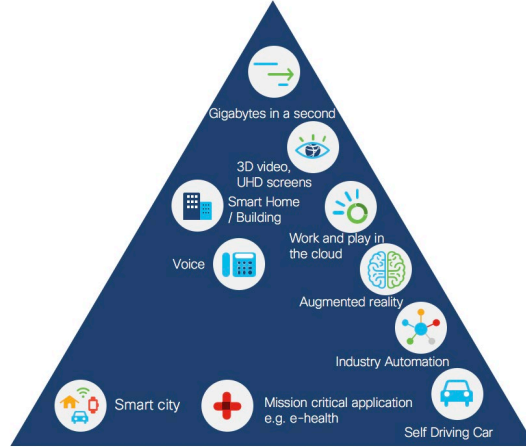 Gigabytes in a second
3D video,
UHD screens
Smart Home
/ Building
Work and play in
the cloud
Voice
Augmented reality
Industry Automation
Smart city
Mission critical application
e.g. e-health
Self Driving Car